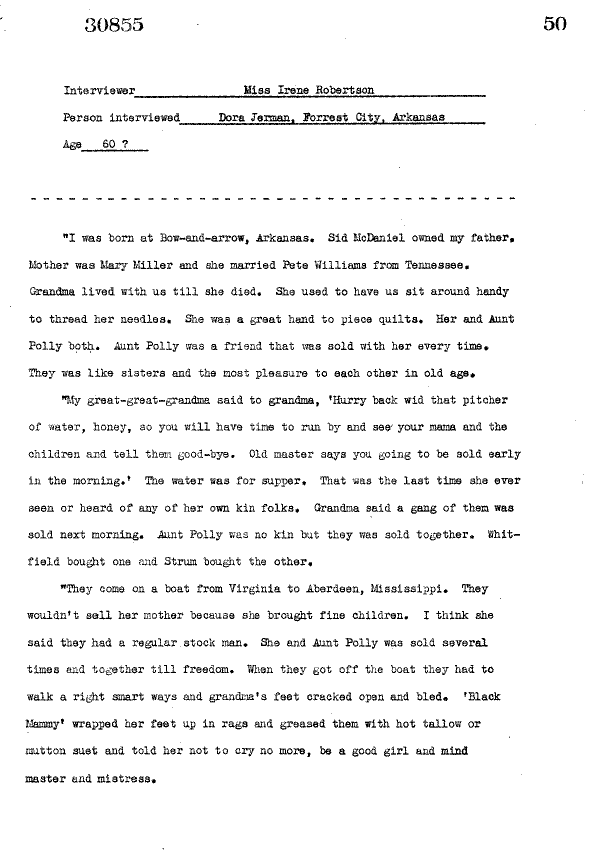 30855 50
Interviewer Miss Irene Robertson
Person interviewed Dora Jerman, Forrest City, Arkansas
Age 60 ?
"I was born at Bow-and-arrow, Arkansas. Sid McDaniel owned my father.
Mother was Mary Miller and she married Pete Williams from Tennessee.
Grandma lived with us till she died. She used to have us sit around handy
to thread her needles. She was a great hand to piece quilts. Her and Aunt
Polly both. Aunt Polly was a friend that was sold with her every time.
They was like sisters and the most pleasure to each other in old age.
"My great-great-grandma said to grandma, 'Hurry back wid that pitcher
of water, honey, so you will have time to run by and see your mama and the
children and tell them good-bye. Old master says you going to be sold early
in the morning.' The water was for supper. That was the last time she ever
seen or heard of any of her own kin folks. Grandma said a gang of them was
sold next morning. Aunt Polly was no kin but they was sold together. Whit-
field bought one and Strum bought the other.
"They come on a boat from Virginia to Aberdeen, Mississippi. They
wouldn't sell her mother because she brought fine children. I think she
said they had a regular stock man. She and Aunt Polly was sold several
times and together till freedom. When they got off the boat they had to
walk a right smart ways and grandma's feet cracked open and bled. 'Black
Mammy' wrapped her feet up in rags and greased them with hot tallow or
mutton suet and told her not to cry no more, be a good girl and mind
master and mistress.